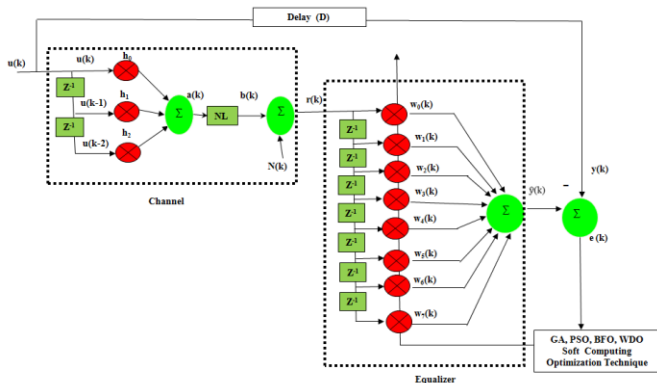 Delay (D)
u(k)
u(k)
h₀
Z⁻¹
u(k-1)
h₁
Z⁻¹
u(k-2)
h₂
Σ
a(k)
NL
b(k)
Σ
N(k)
r(k)
Channel
w₀(k)
Z⁻¹
w₁(k)
Z⁻¹
w₂(k)
Z⁻¹
w₃(k)
Z⁻¹
w₄(k)
Z⁻¹
w₅(k)
Z⁻¹
w₆(k)
Z⁻¹
w₇(k)
Σ
ŷ(k)
−
y(k)
Σ
e (k)
GA, PSO, BFO, WDO
Soft Computing
Optimization Technique
Equalizer